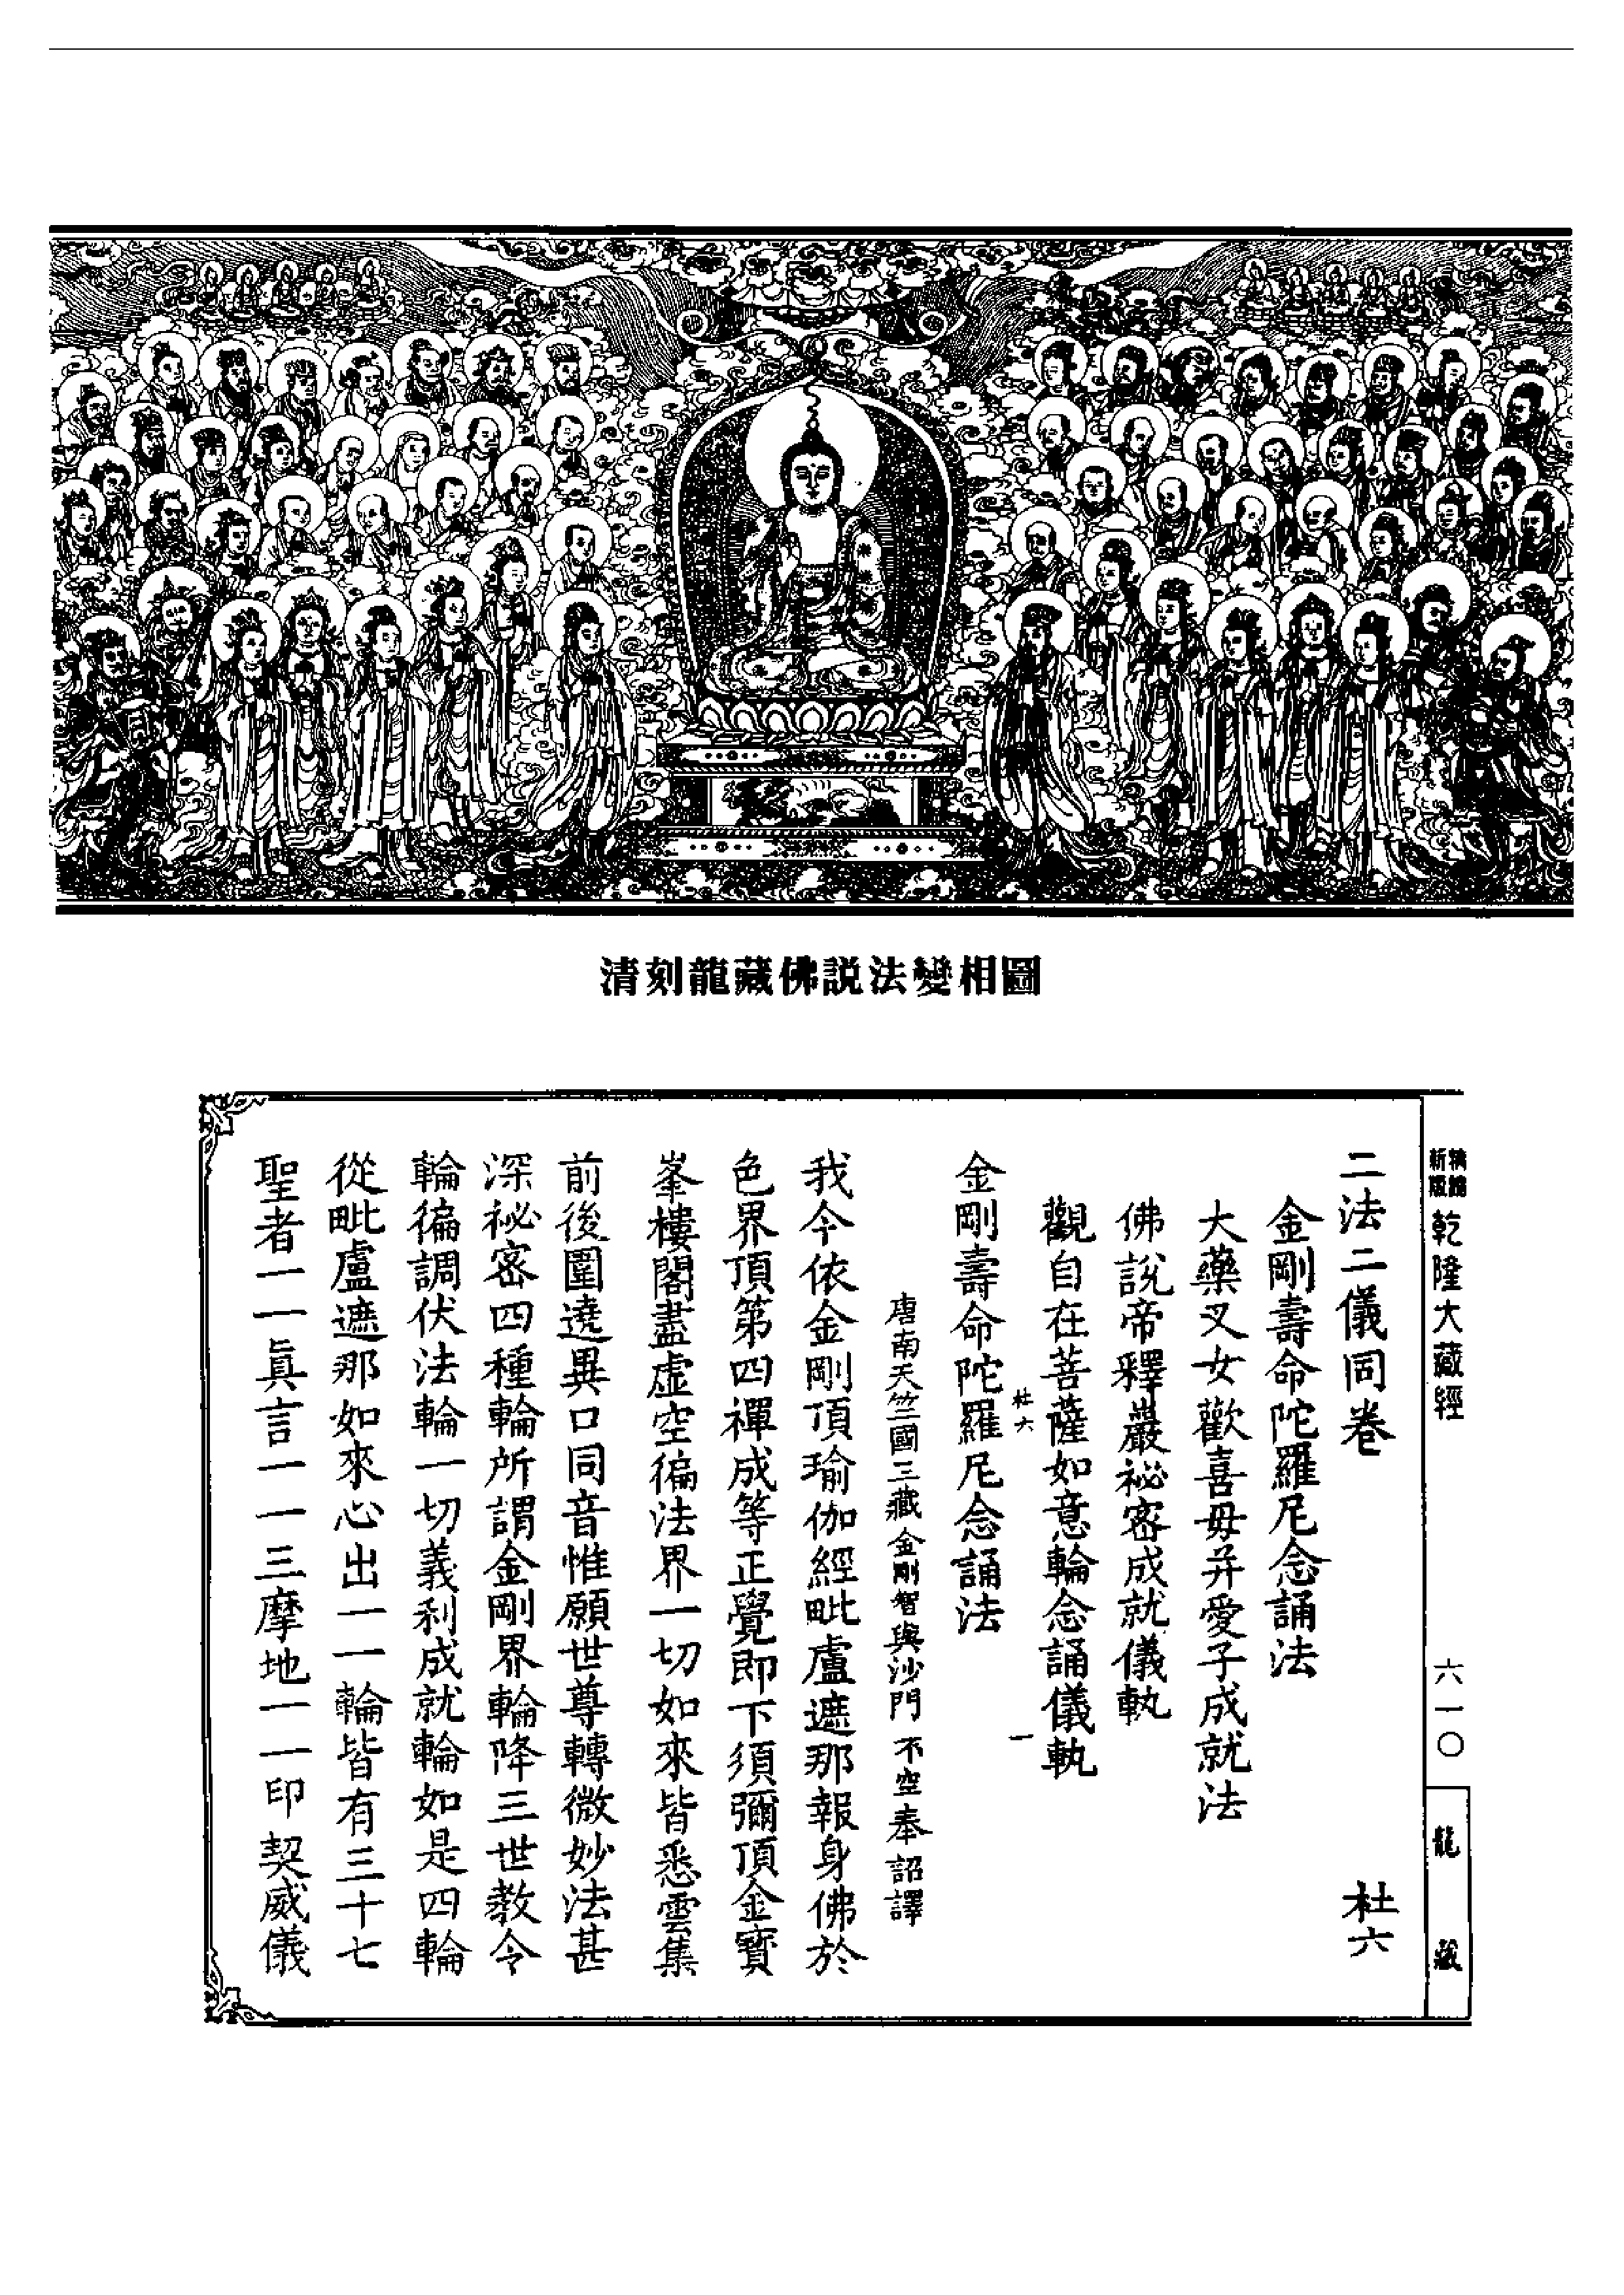 清刻龍藏佛説法變相圖
新版
精縮
乾隆大藏經
六一〇
龍藏
二法二儀同卷
杜六
金剛壽命陀羅尼念誦法
大藥叉女歡喜毋并愛子成就法
佛說帝釋巖祕密成就儀軌
觀自在菩薩如意輪念誦儀軌
杜六
一
金剛壽命陀羅尼念誦法
唐南天竺國三藏金剛智與沙門不空奉詔譯
我今依金剛頂瑜伽經毗盧遮那報身佛於
色界頂第四禪成等正覺即下須彌頂金寳
峯樓閣盡虛空徧法界一切如來皆悉雲集
前後圍遶異口同音惟願世尊轉微妙法甚
深祕密四種輪所謂金剛界輪降三世教令
輪徧調伏法輪一切義利成就輪如是四輪
從毗盧遮那如來心出一一輪皆有三十七
聖者一一眞言一一三摩地一一印契威儀